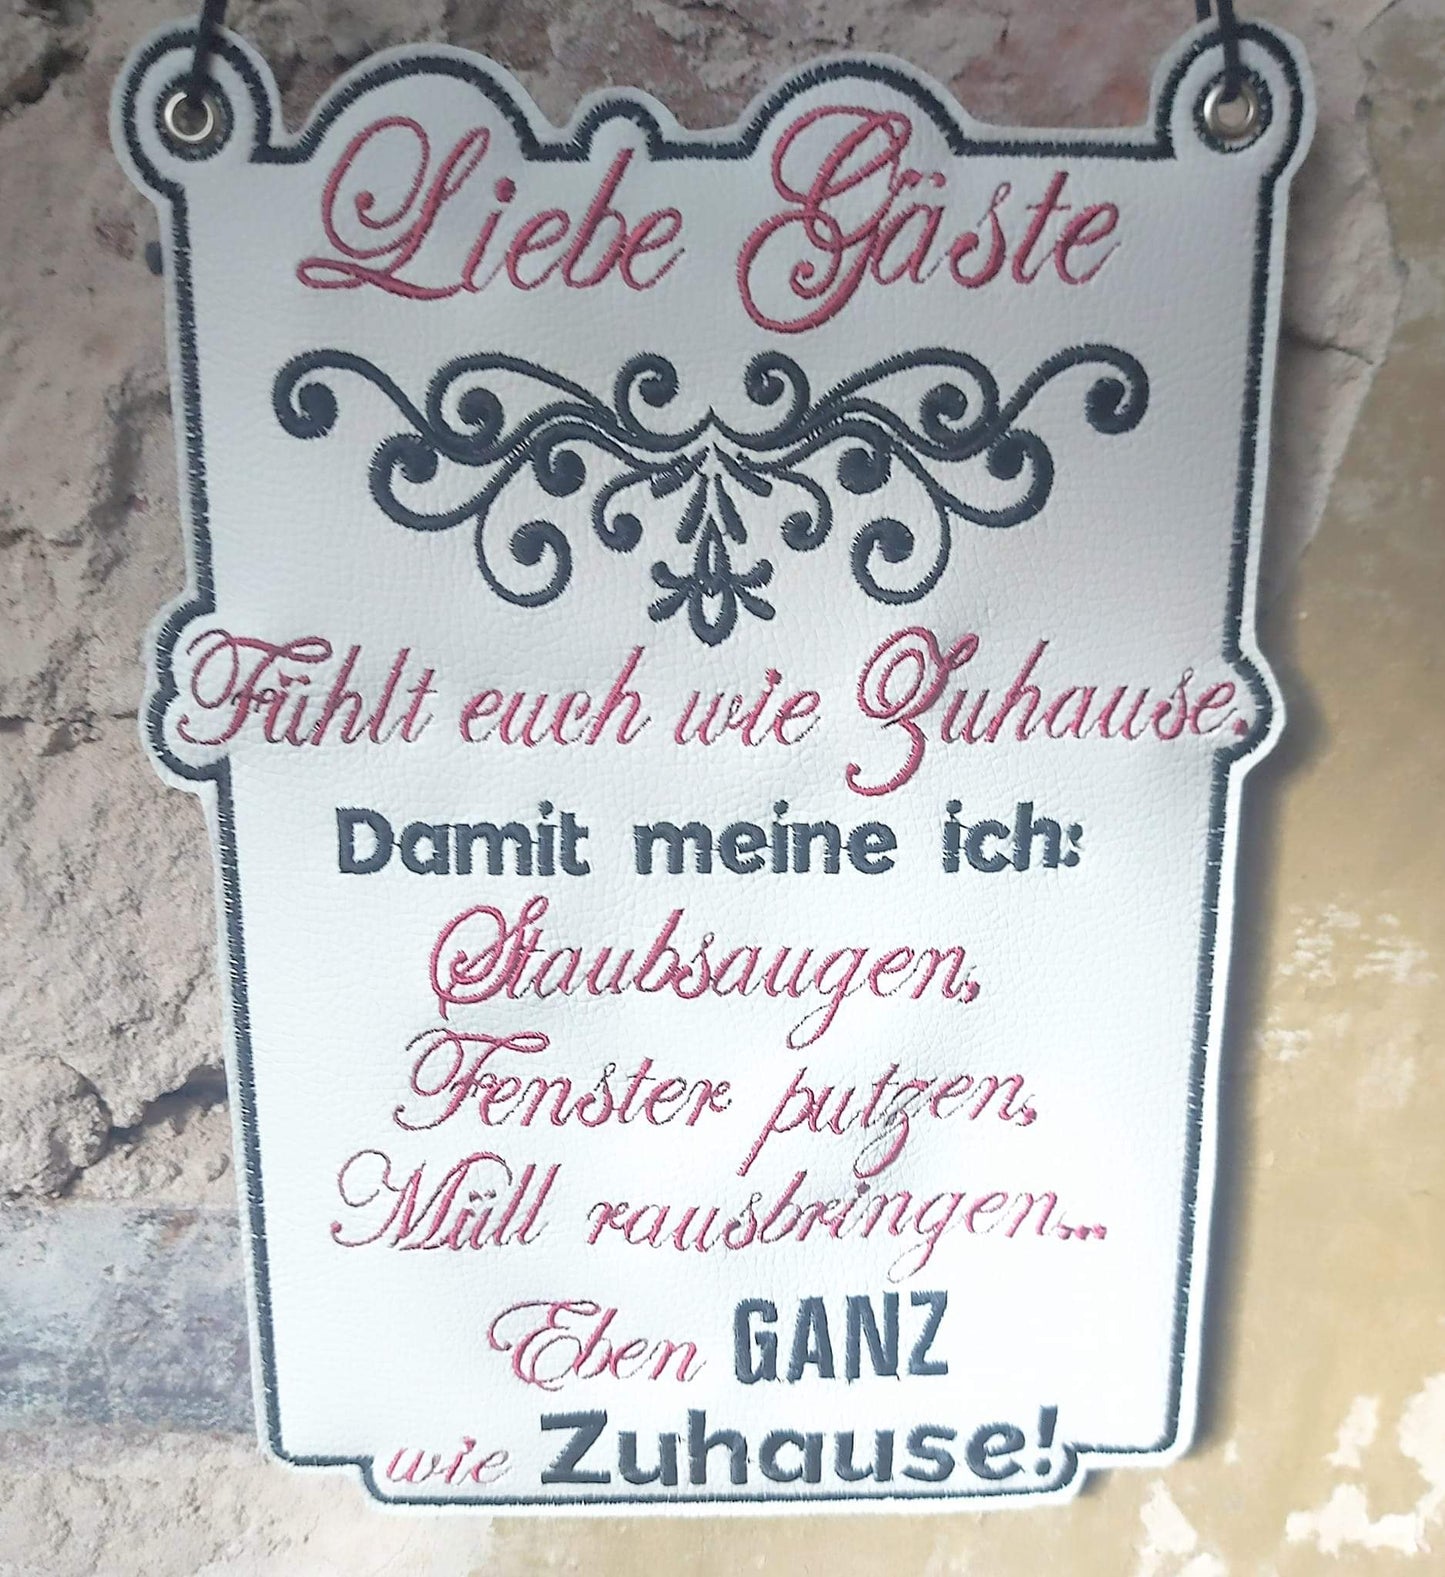 Liebe Gäste
Fühlt euch wie Zuhause.
Damit meine ich:
Staubsaugen,
Fenster putzen,
Müll rausbringen...
Eben GANZ
wie Zuhause!